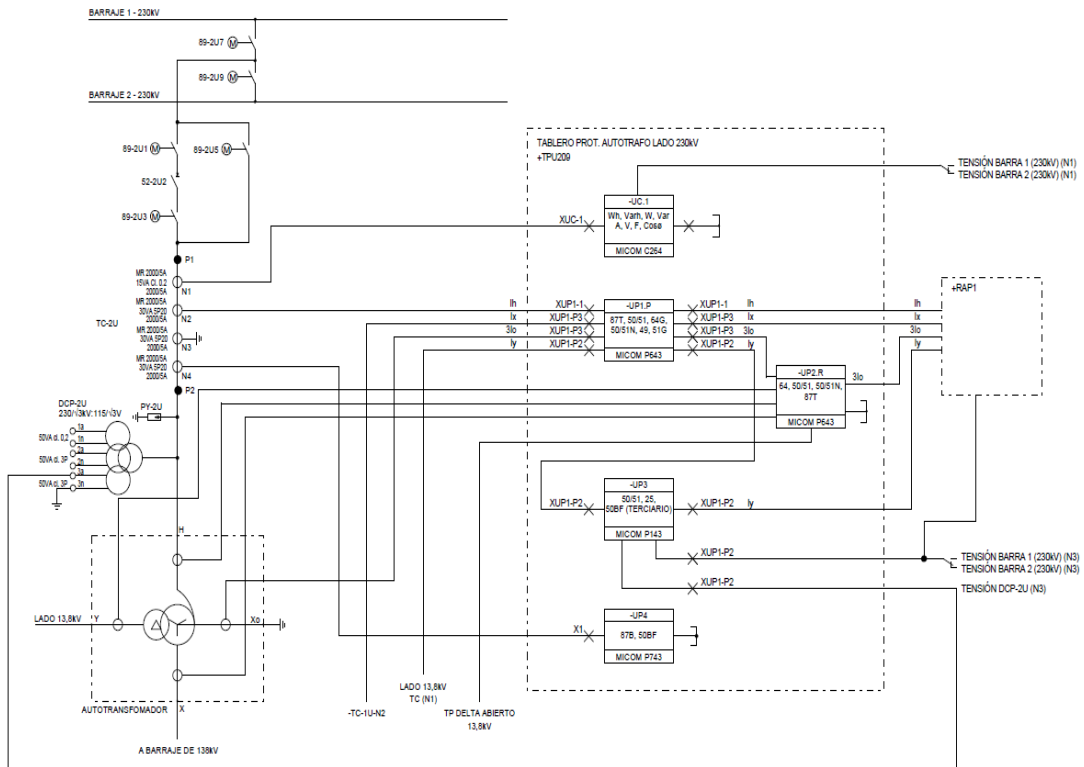 BARRAJE 1 - 230kV
89-2U7 M
89-2U9 M
BARRAJE 2 - 230kV
89-2U1 M
89-2U5 M
52-2U2
89-2U3 M
P1
MR 2000/5A
15VA Cl. 0.2
2000/5A
N1
MR 2000/5A
30VA 5P20
2000/5A
N2
TC-2U
MR 2000/5A
30VA 5P20
2000/5A
N3
MR 2000/5A
30VA 5P20
2000/5A
N4
P2
DCP-2U
230/√3kV:115/√3V
PY-2U
50VA cl. 0,2
50VA cl. 3P
50VA cl. 3P
1a
1n
2a
2n
3a
3n
H
LADO 13,8kV
Y
Xo
AUTOTRANSFOMADOR
X
A BARRAJE DE 138kV
-TC-1U-N2
LADO 13,8kV
TC (N1)
TP DELTA ABIERTO
13,8kV
TABLERO PROT. AUTOTRAFO LADO 230kV
+TPU209
XUC-1
-UC.1
Wh, Varh, W, Var
A, V, F, Cosø
MICOM C264
TENSIÓN BARRA 1 (230kV) (N1)
TENSIÓN BARRA 2 (230kV) (N1)
Ih
Ix
3Io
Iy
XUP1-1
XUP1-P3
XUP1-P3
XUP1-P2
-UP1.P
87T, 50/51, 64G,
50/51N, 49, 51G
MICOM P643
XUP1-1
XUP1-P3
XUP1-P3
XUP1-P2
Ih
Ix
3Io
Iy
-UP2.R
64, 50/51, 50/51N,
87T
MICOM P643
3Io
Ih
Ix
3Io
Iy
+RAP1
XUP1-P2
-UP3
50/51, 25,
50BF (TERCIARIO)
MICOM P143
XUP1-P2
Iy
XUP1-P2
TENSIÓN BARRA 1 (230kV) (N3)
TENSIÓN BARRA 2 (230kV) (N3)
XUP1-P2
TENSIÓN DCP-2U (N3)
X1
-UP4
87B, 50BF
MICOM P743